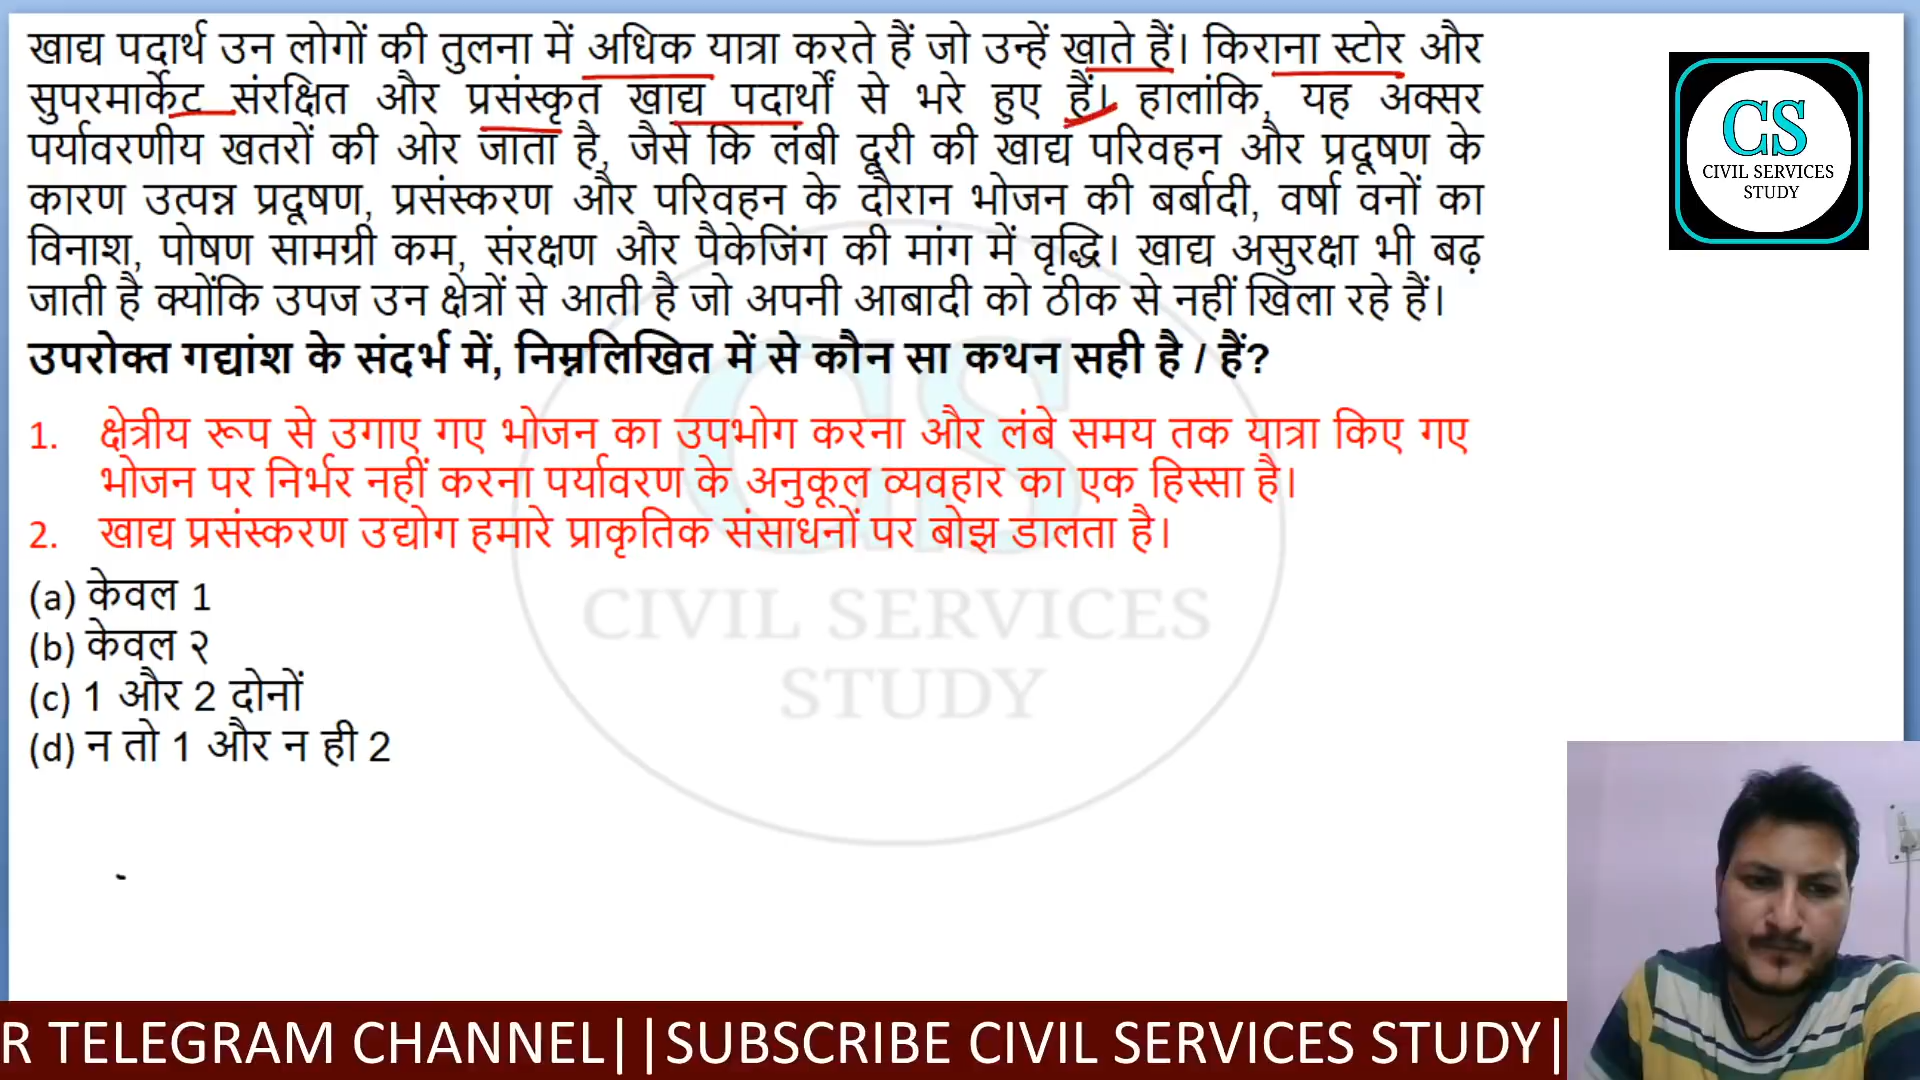 खाद्य पदार्थ उन लोगों की तुलना में अधिक यात्रा करते हैं जो उन्हें खाते हैं। किराना स्टोर और
सुपरमार्केट संरक्षित और प्रसंस्कृत खाद्य पदार्थों से भरे हुए हैं। हालांकि, यह अक्सर
पर्यावरणीय खतरों की ओर जाता है, जैसे कि लंबी दूरी की खाद्य परिवहन और प्रदूषण के
कारण उत्पन्न प्रदूषण, प्रसंस्करण और परिवहन के दौरान भोजन की बर्बादी, वर्षा वनों का
विनाश, पोषण सामग्री कम, संरक्षण और पैकेजिंग की मांग में वृद्धि। खाद्य असुरक्षा भी बढ़
जाती है क्योंकि उपज उन क्षेत्रों से आती है जो अपनी आबादी को ठीक से नहीं खिला रहे हैं।
उपरोक्त गद्यांश के संदर्भ में, निम्नलिखित में से कौन सा कथन सही है / हैं?
1. क्षेत्रीय रूप से उगाए गए भोजन का उपभोग करना और लंबे समय तक यात्रा किए गए
भोजन पर निर्भर नहीं करना पर्यावरण के अनुकूल व्यवहार का एक हिस्सा है।
2. खाद्य प्रसंस्करण उद्योग हमारे प्राकृतिक संसाधनों पर बोझ डालता है।
(a) केवल 1
(b) केवल २
(c) 1 और 2 दोनों
(d) न तो 1 और न ही 2
CS
CIVIL SERVICES
STUDY
CS
CIVIL SERVICES
STUDY
R TELEGRAM CHANNEL||SUBSCRIBE CIVIL SERVICES STUDY|